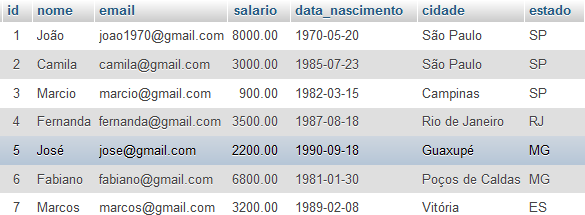 id nome email salario data_nascimento cidade estado
1 João joao1970@gmail.com 8000.00 1970-05-20 São Paulo SP
2 Camila camila@gmail.com 3000.00 1985-07-23 São Paulo SP
3 Marcio marcio@gmail.com 900.00 1982-03-15 Campinas SP
4 Fernanda fernanda@gmail.com 3500.00 1987-08-18 Rio de Janeiro RJ
5 José jose@gmail.com 2200.00 1990-09-18 Guaxupé MG
6 Fabiano fabiano@gmail.com 6800.00 1981-01-30 Poços de Caldas MG
7 Marcos marcos@gmail.com 3200.00 1989-02-08 Vitória ES